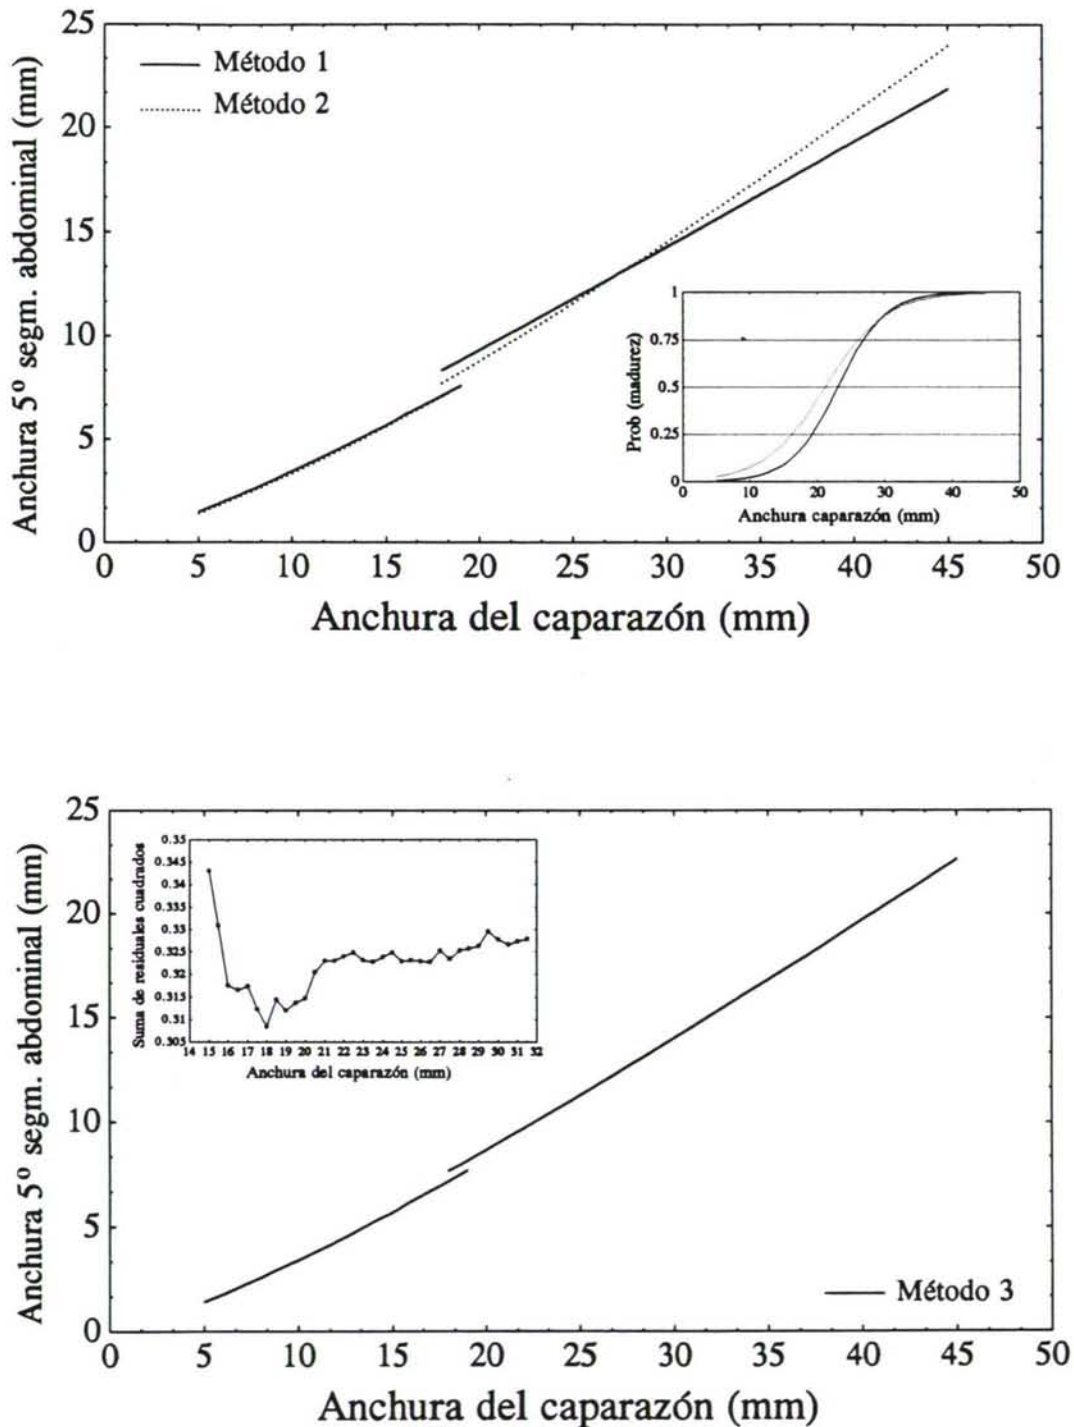 Anchura 5º segm. abdominal (mm)
25
20
15
10
5
0
Método 1
Método 2
Prob (madurez)
1
0.75
0.5
0.25
0
0 10 20 30 40 50
Anchura caparazón (mm)
0 5 10 15 20 25 30 35 40 45 50
Anchura del caparazón (mm)
Anchura 5º segm. abdominal (mm)
25
20
15
10
5
0
Suma de residuales cuadrados
0.35
0.345
0.34
0.335
0.33
0.325
0.32
0.315
0.31
0.305
14 15 16 17 18 19 20 21 22 23 24 25 26 27 28 29 30 31 32
Anchura del caparazón (mm)
Método 3
0 5 10 15 20 25 30 35 40 45 50
Anchura del caparazón (mm)